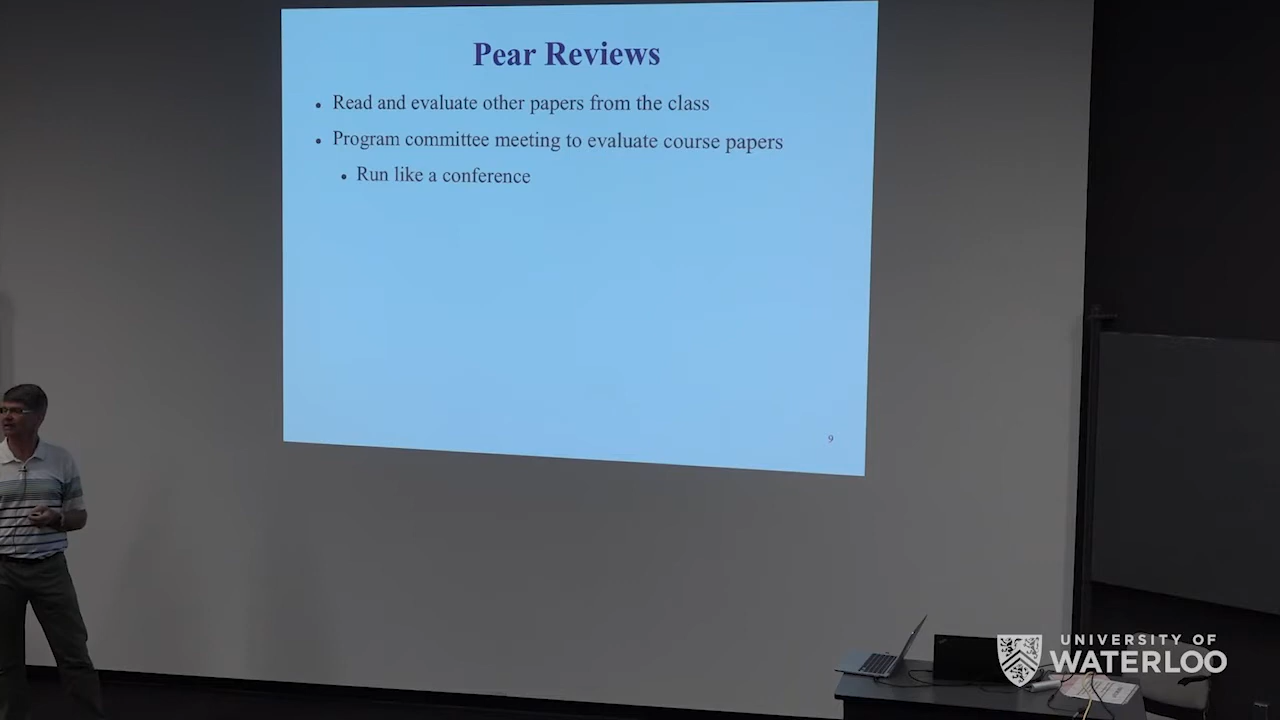 Pear Reviews
• Read and evaluate other papers from the class
• Program committee meeting to evaluate course papers
• Run like a conference
9
UNIVERSITY OF
WATERLOO